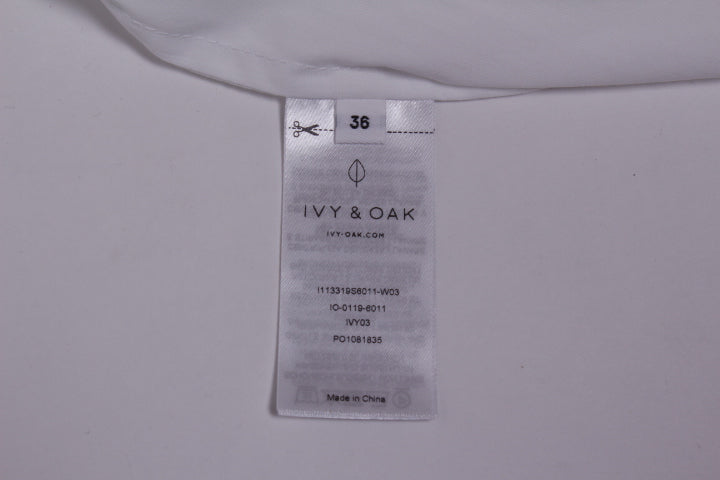 36
IVY & OAK
IVY-OAK.COM
I113319S6011-W03
IO-0119-6011
IVY03
PO1081835
Made in China